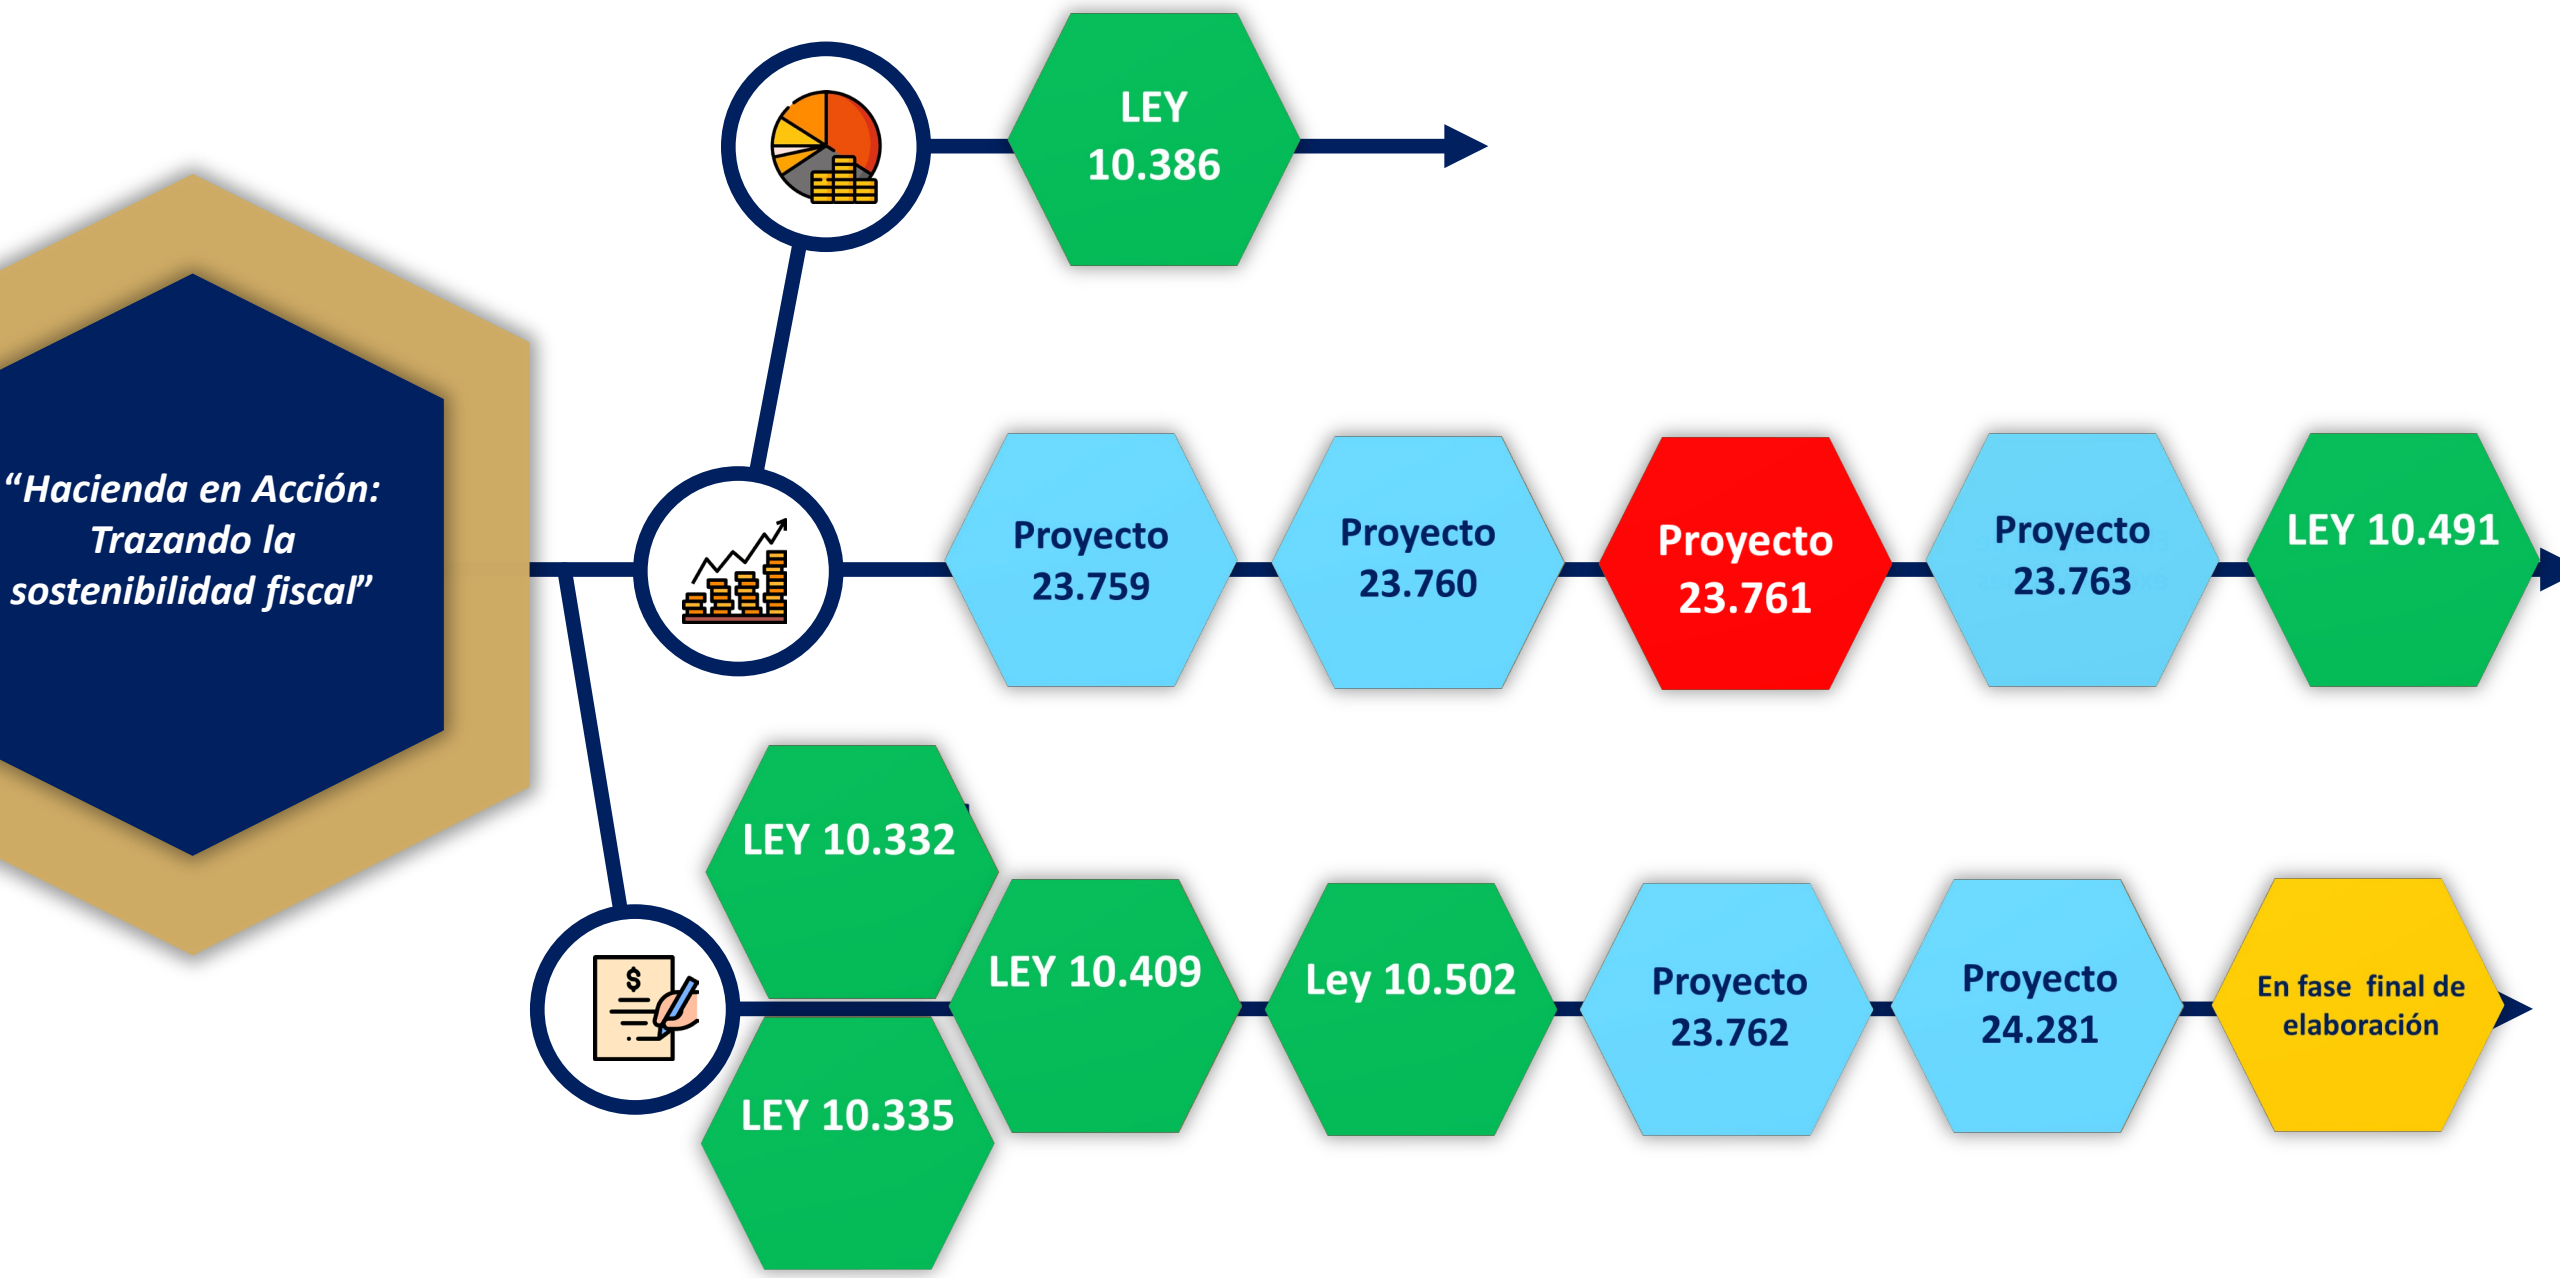 LEY
10.386
“Hacienda en Acción:
Trazando la
sostenibilidad fiscal”
Proyecto
23.759
Proyecto
23.760
Proyecto
23.761
Proyecto
23.763
LEY 10.491
LEY 10.332
LEY 10.335
LEY 10.409
Ley 10.502
Proyecto
23.762
Proyecto
24.281
En fase final de
elaboración
$